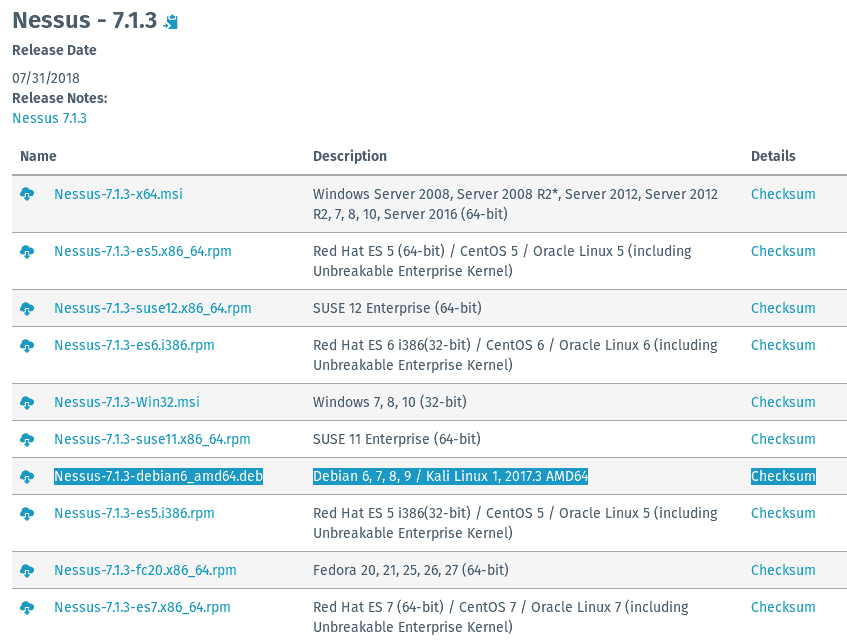 Nessus - 7.1.3
Release Date
07/31/2018
Release Notes:
Nessus 7.1.3
Name Description Details
Nessus-7.1.3-x64.msi Windows Server 2008, Server 2008 R2*, Server 2012, Server 2012 Checksum
R2, 7, 8, 10, Server 2016 (64-bit)
Nessus-7.1.3-es5.x86_64.rpm Red Hat ES 5 (64-bit) / CentOS 5 / Oracle Linux 5 (including Checksum
Unbreakable Enterprise Kernel)
Nessus-7.1.3-suse12.x86_64.rpm SUSE 12 Enterprise (64-bit) Checksum
Nessus-7.1.3-es6.i386.rpm Red Hat ES 6 i386(32-bit) / CentOS 6 / Oracle Linux 6 (including Checksum
Unbreakable Enterprise Kernel)
Nessus-7.1.3-Win32.msi Windows 7, 8, 10 (32-bit) Checksum
Nessus-7.1.3-suse11.x86_64.rpm SUSE 11 Enterprise (64-bit) Checksum
Nessus-7.1.3-debian6_amd64.deb Debian 6, 7, 8, 9 / Kali Linux 1, 2017.3 AMD64 Checksum
Nessus-7.1.3-es5.i386.rpm Red Hat ES 5 i386(32-bit) / CentOS 5 / Oracle Linux 5 (including Checksum
Unbreakable Enterprise Kernel)
Nessus-7.1.3-fc20.x86_64.rpm Fedora 20, 21, 25, 26, 27 (64-bit) Checksum
Nessus-7.1.3-es7.x86_64.rpm Red Hat ES 7 (64-bit) / CentOS 7 / Oracle Linux 7 (including Checksum
Unbreakable Enterprise Kernel)